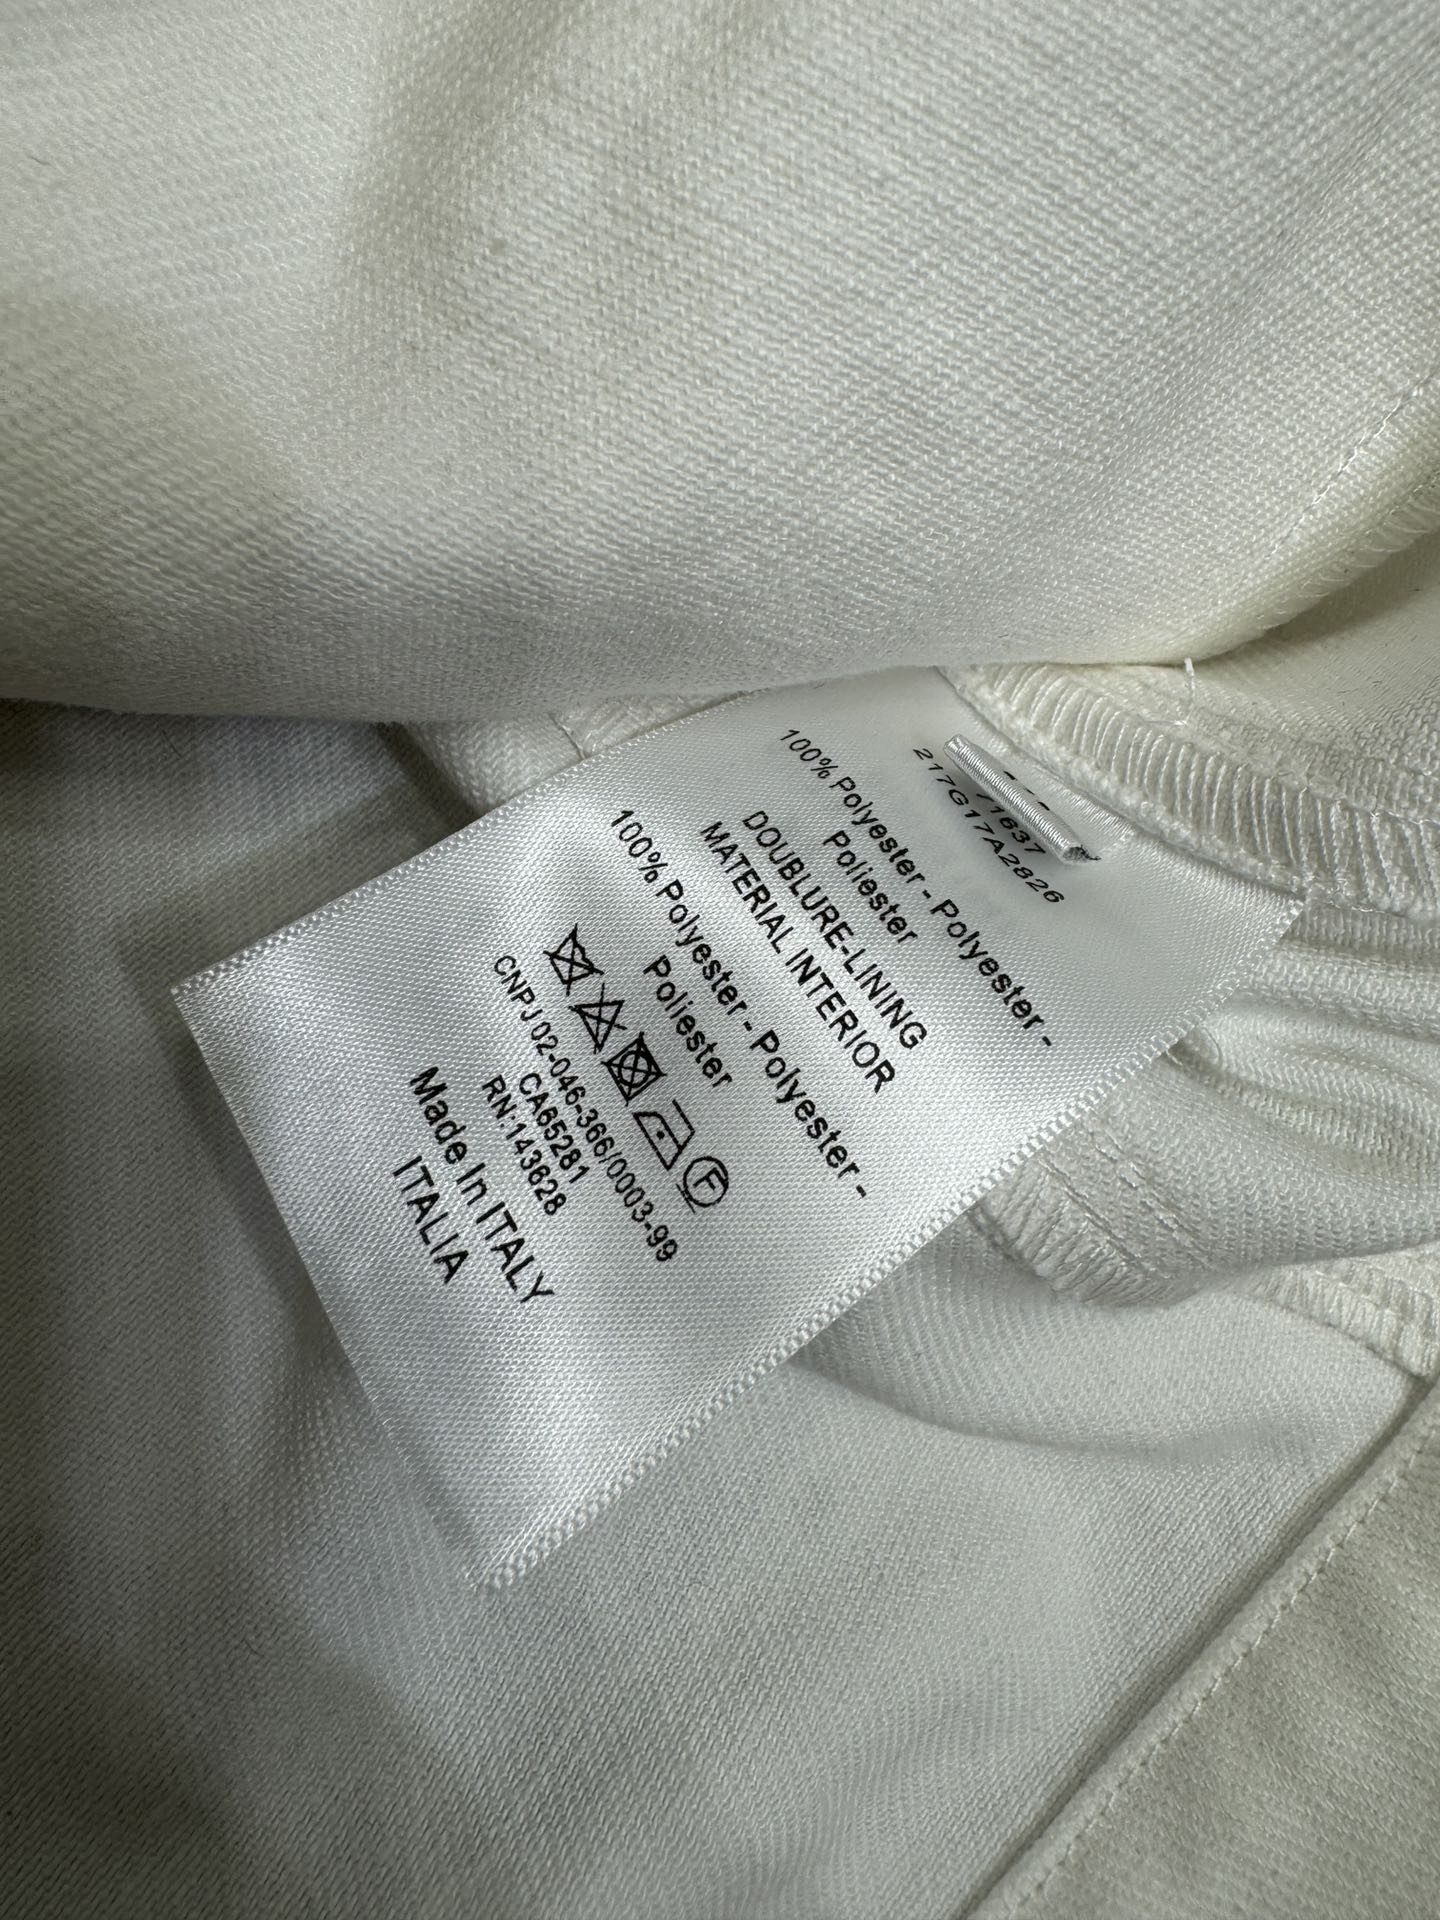 71637
217G17A2826
100% Polyester - Polyester -
Poliester
DOUBLURE-LINING
MATERIAL INTERIOR
100% Polyester - Polyester -
Poliester
F
CNPJ 02-046-366/0003-99
CA65281
RN:143828
Made In ITALY
ITALIA